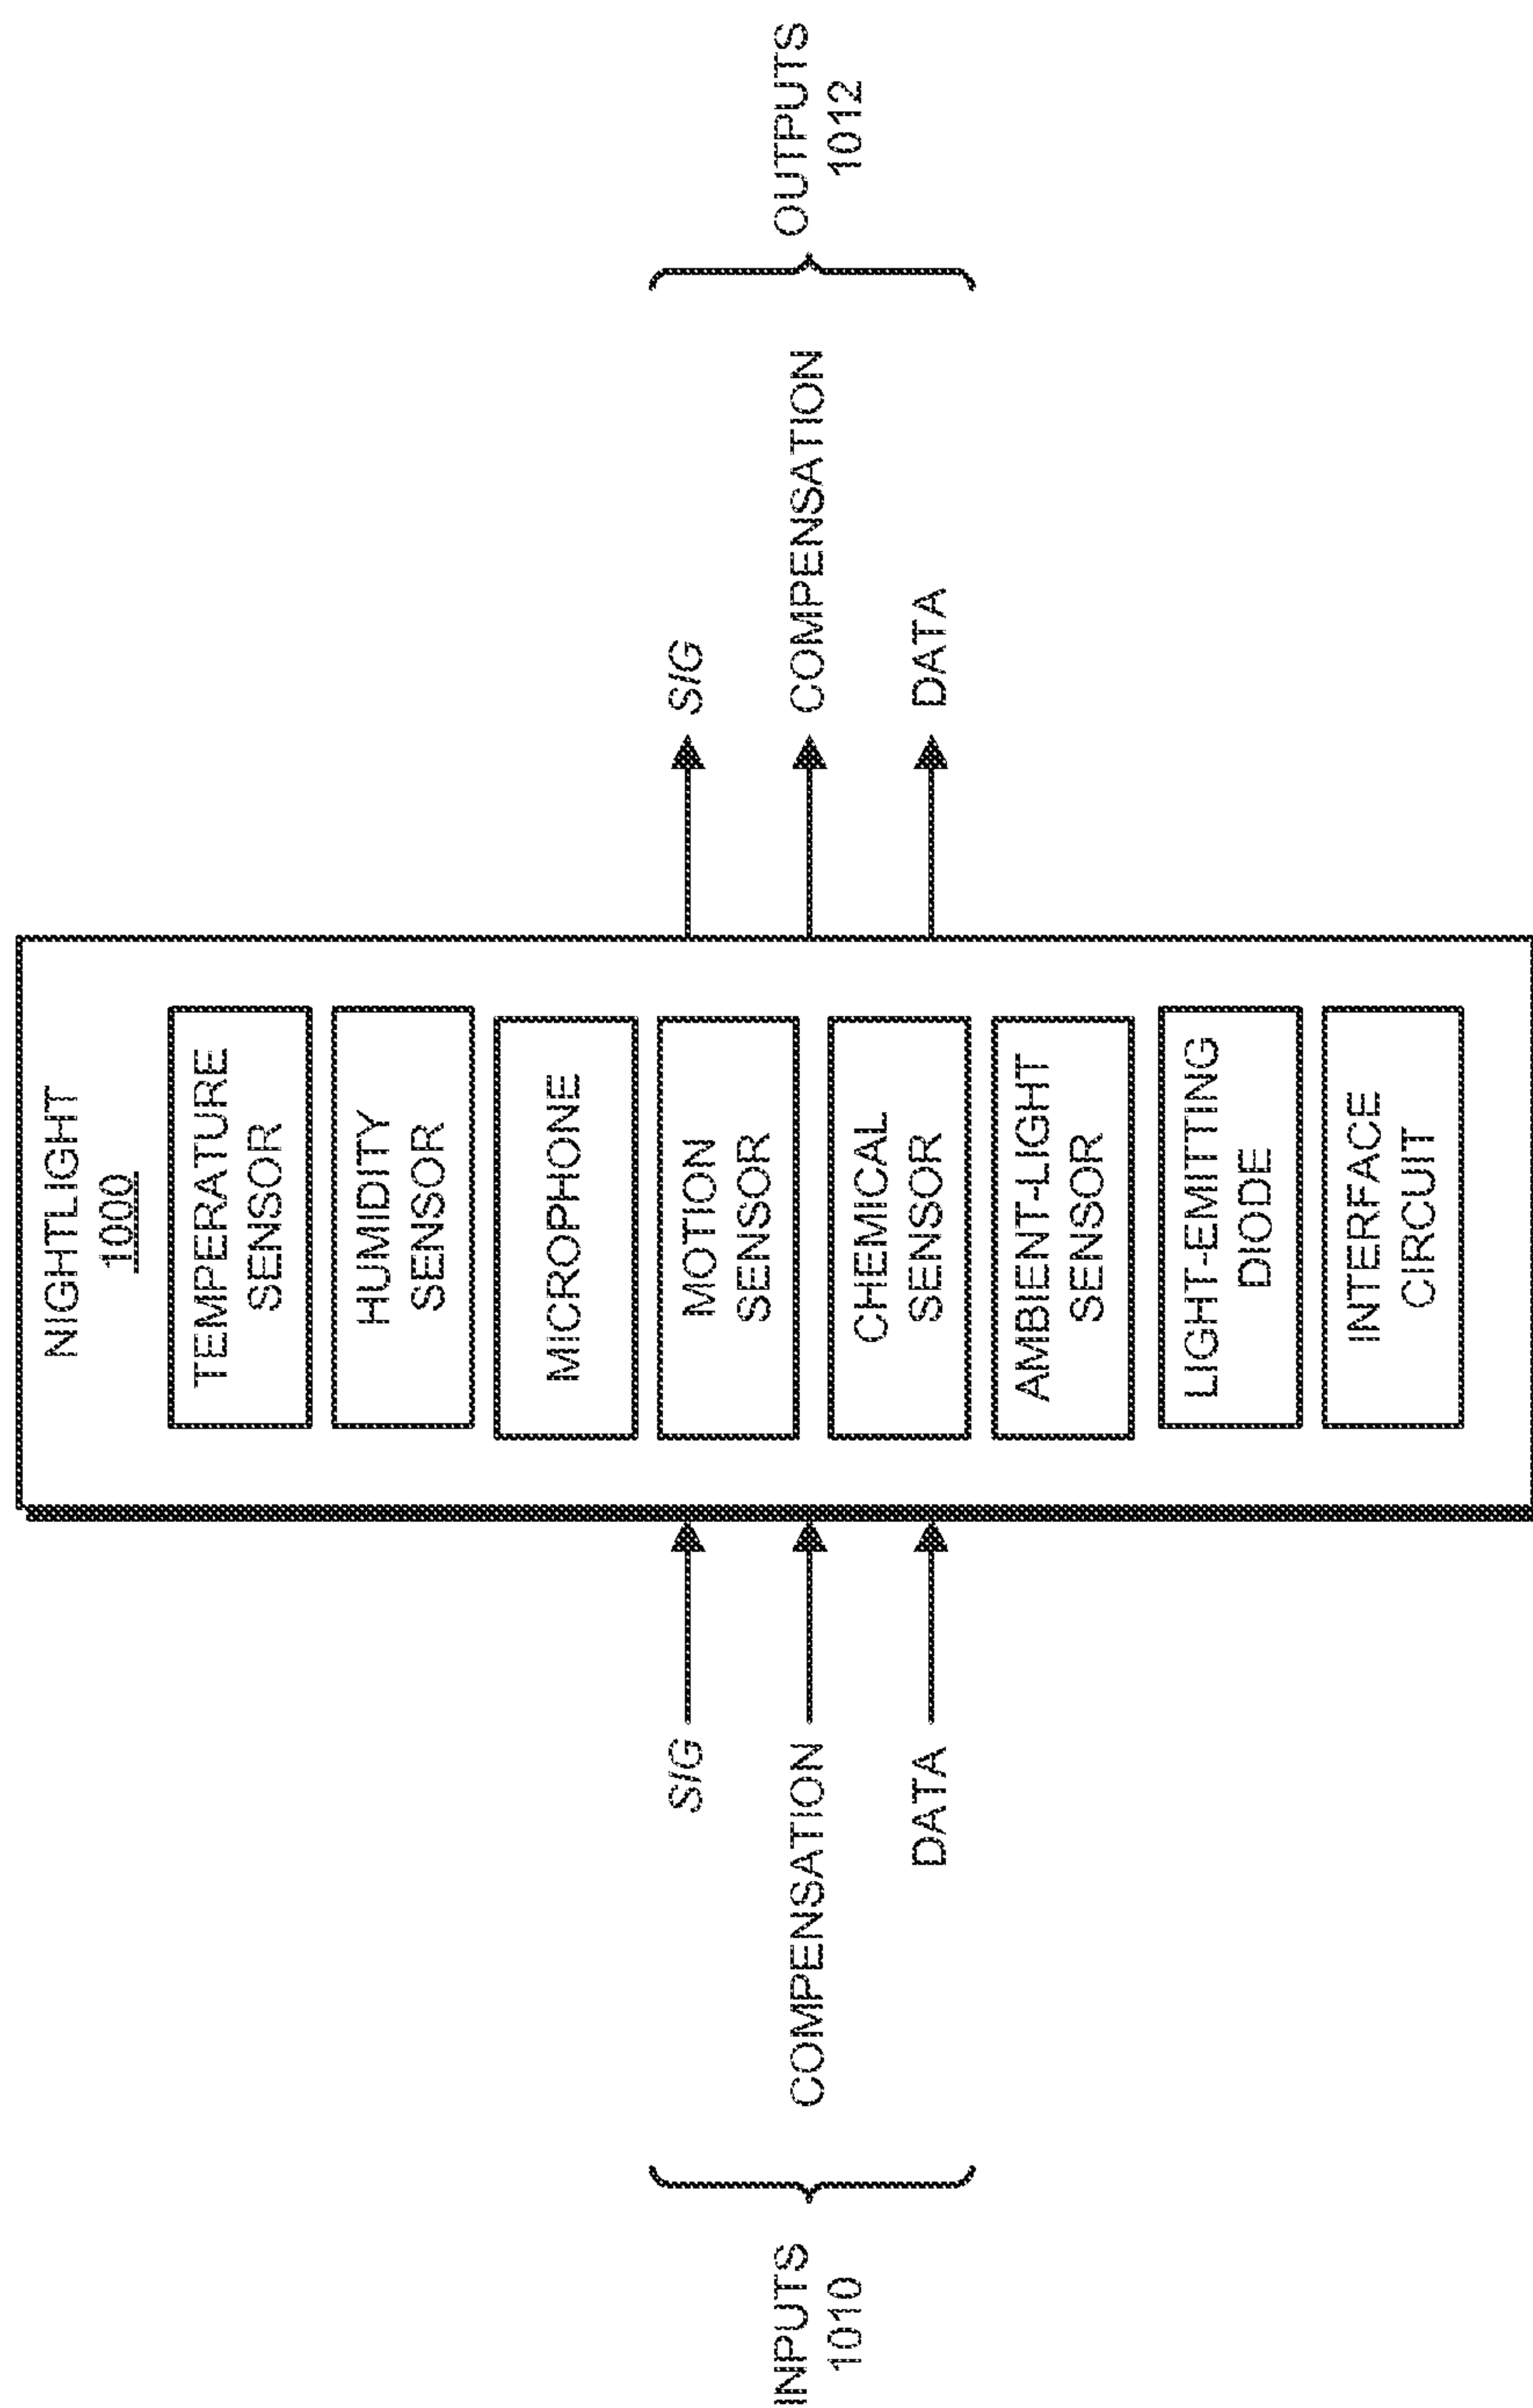 NIGHTLIGHT
1000
TEMPERATURE
SENSOR
HUMIDITY
SENSOR
MICROPHONE
MOTION
SENSOR
CHEMICAL
SENSOR
AMBIENT-LIGHT
SENSOR
LIGHT-EMITTING
DIODE
INTERFACE
CIRCUIT
INPUTS
1010
SIG
COMPENSATION
DATA
SIG
COMPENSATION
DATA
OUTPUTS
1012